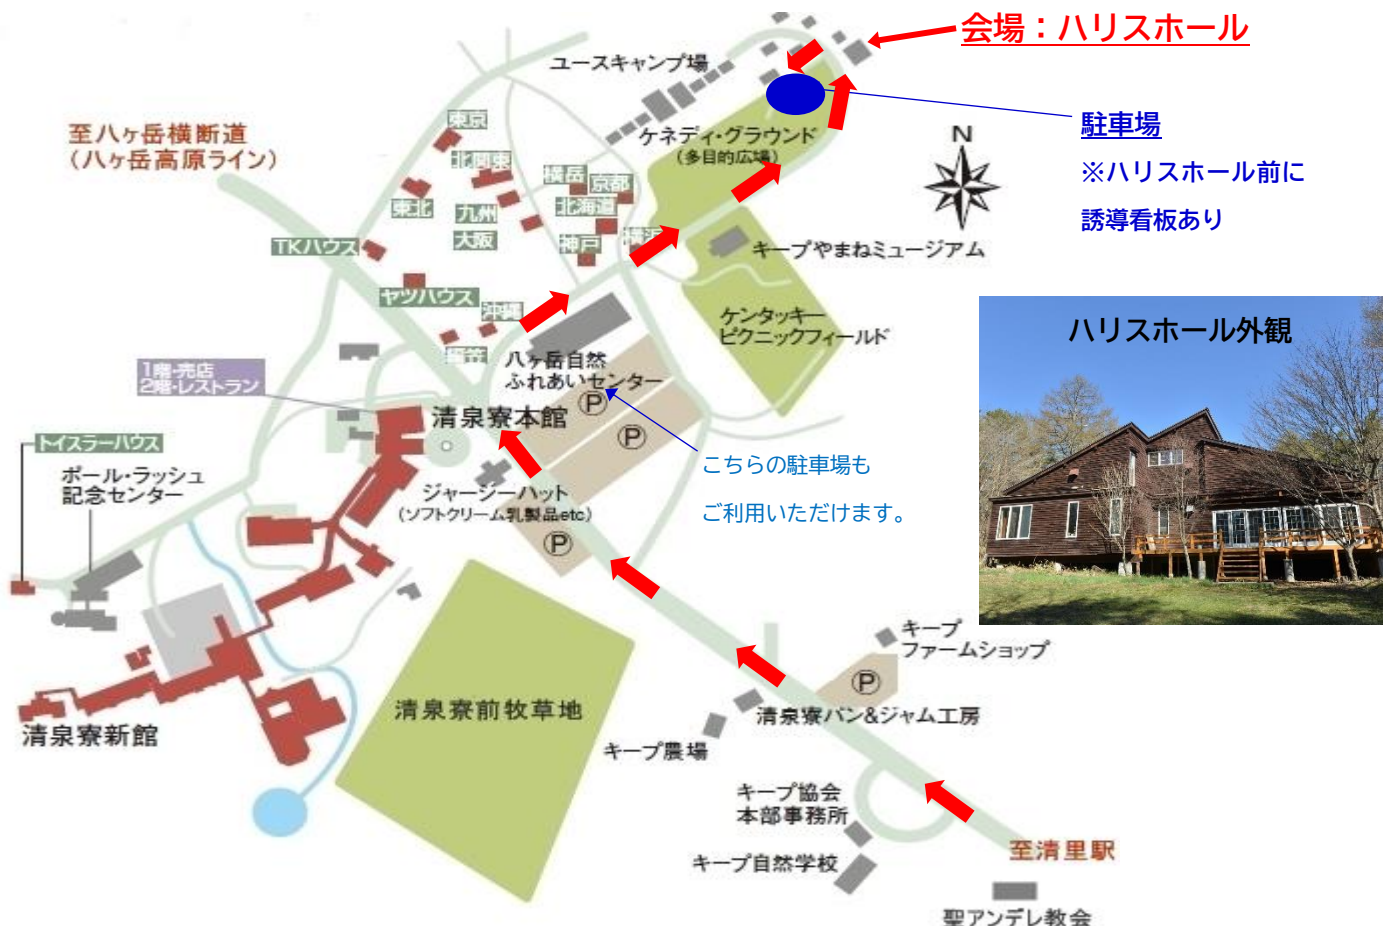 会場：ハリスホール
ユースキャンプ場
駐車場
※ハリスホール前に
誘導看板あり
至八ヶ岳横断道
（八ヶ岳高原ライン）
東京
北関東
東北
九州
大阪
横岳
京都
北海道
神戸
横浜
ケネディ・グラウンド
（多目的広場）
N
キープやまねミュージアム
TKハウス
ヤツハウス
沖縄
ケンタッキー
ピクニックフィールド
ハリスホール外観
八ヶ岳自然
ふれあいセンター
1階・売店
2階・レストラン
清泉寮本館
P
P
こちらの駐車場も
ご利用いただけます。
トイスラーハウス
ポール・ラッシュ
記念センター
ジャージーハット
（ソフトクリーム乳製品etc）
P
キープ
ファームショップ
P
清泉寮パン&ジャム工房
清泉寮前牧草地
清泉寮新館
キープ農場
キープ協会
本部事務所
キープ自然学校
至清里駅
聖アンデレ教会